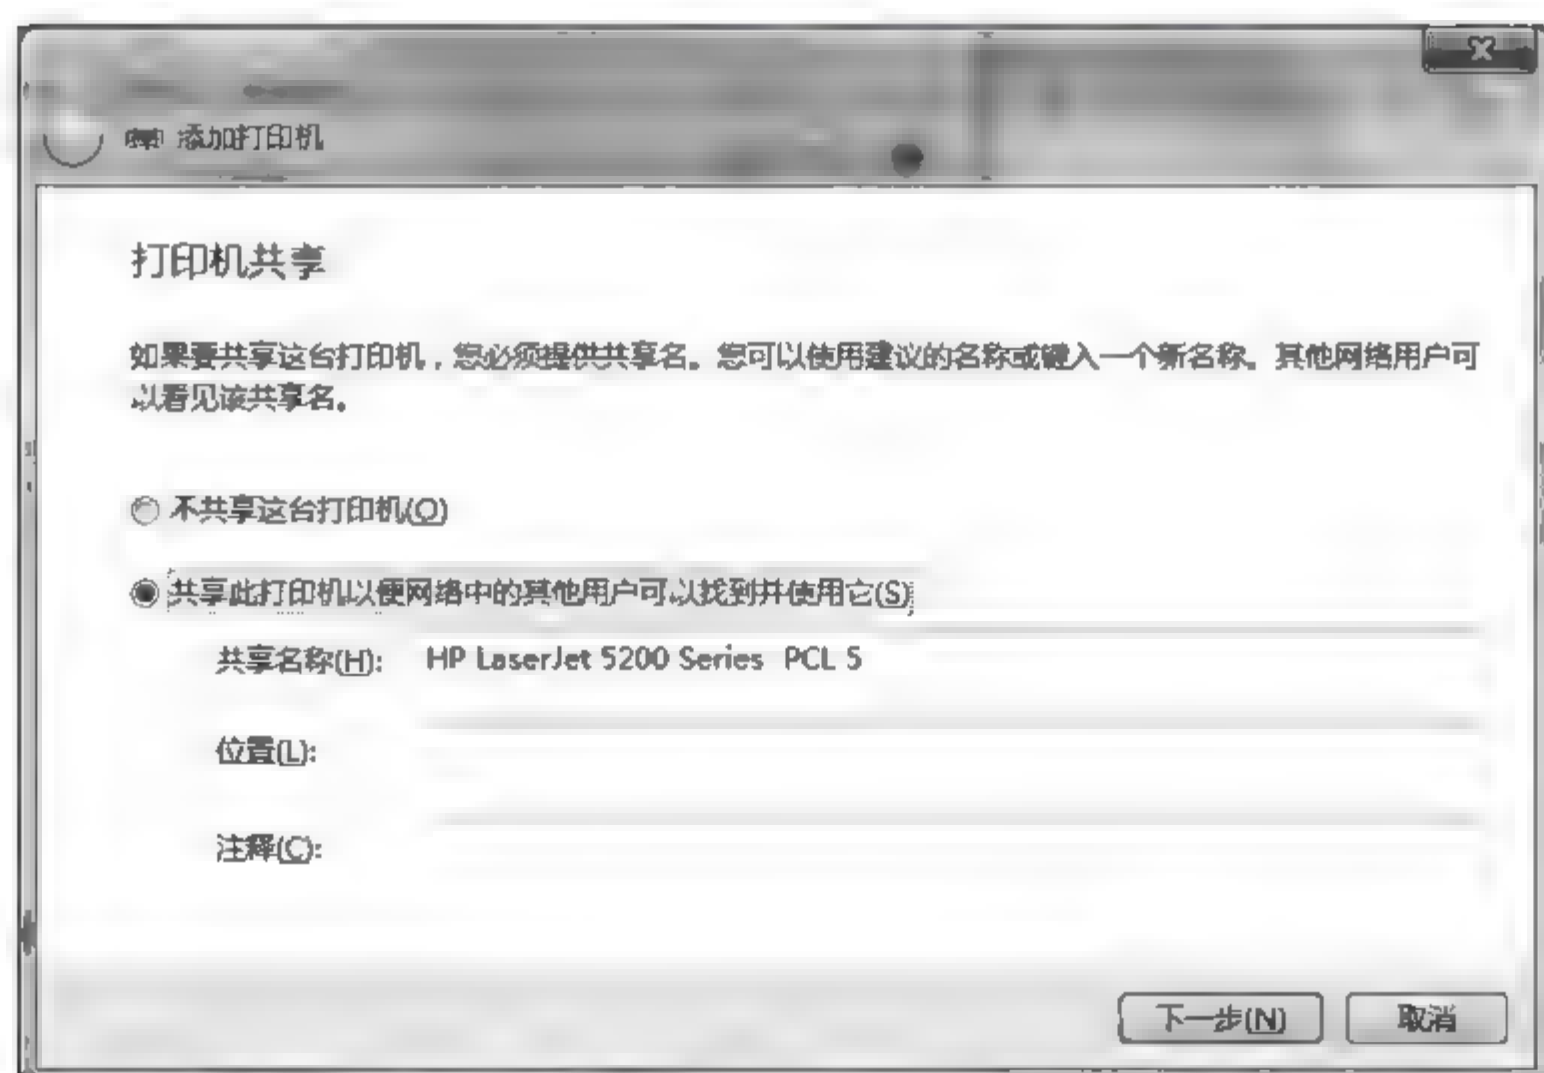 添加打印机
打印机共享
如果要共享这台打印机，您必须提供共享名。您可以使用建议的名称或键入一个新名称。其他网络用户可
以看见该共享名。
不共享这台打印机(O)
共享此打印机以便网络中的其他用户可以找到并使用它(S)
共享名称(H): HP LaserJet 5200 Series PCL 5
位置(L):
注释(C):
下一步(N) 取消